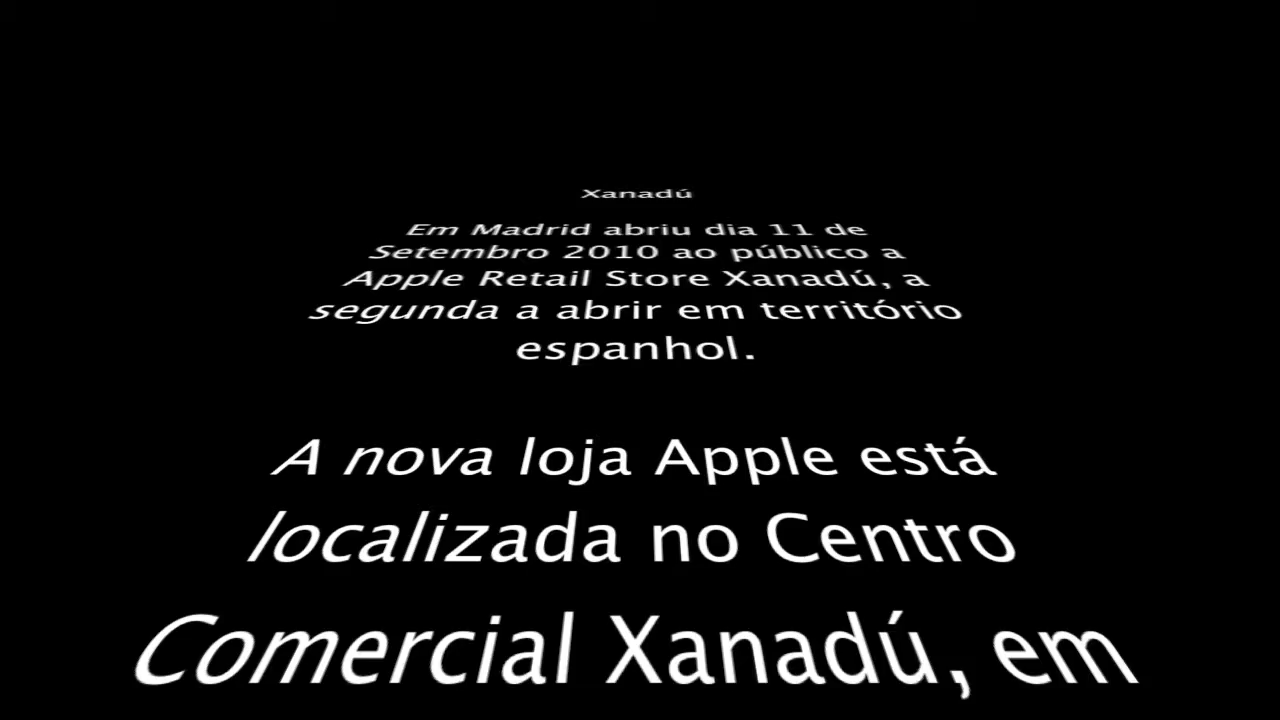 Xanadú
Em Madrid abriu dia 11 de
Setembro 2010 ao público a
Apple Retail Store Xanadú, a
segunda a abrir em território
espanhol.
A nova loja Apple está
localizada no Centro
Comercial Xanadú, em